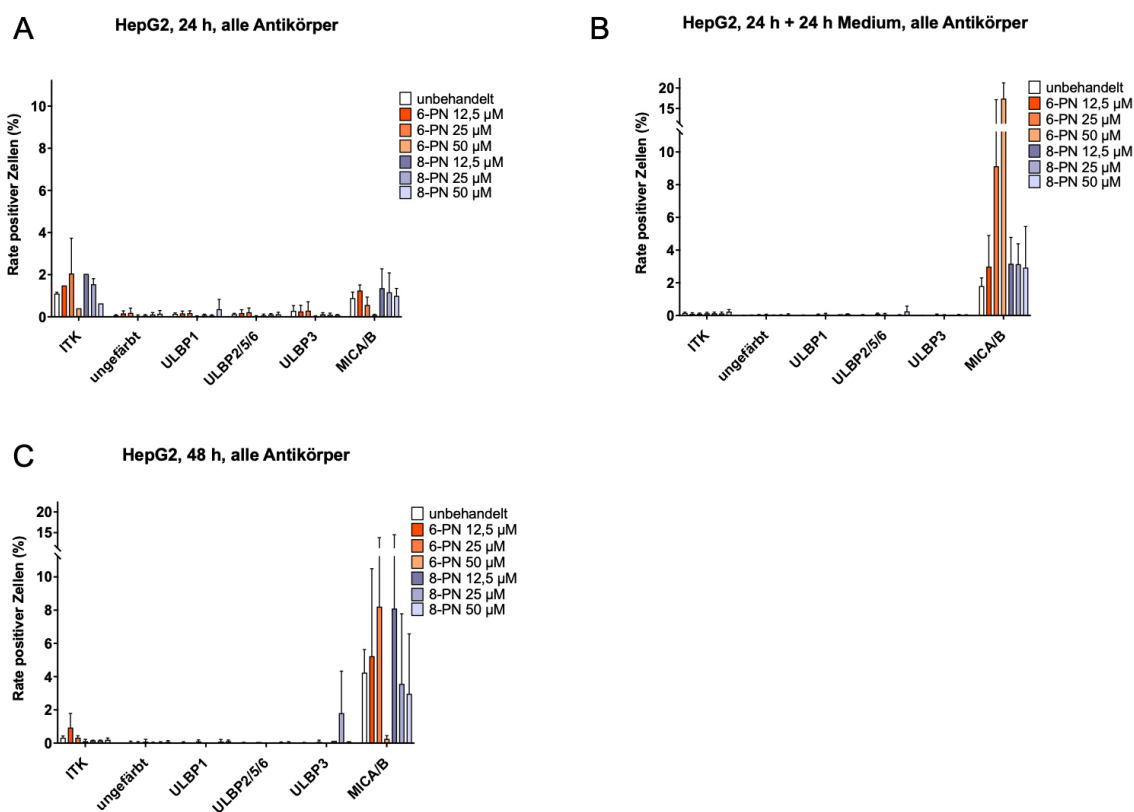 A
HepG2, 24 h, alle Antikörper
Rate positiver Zellen (%)
10
8
6
4
2
0
unbehandelt
6-PN 12,5 µM
6-PN 25 µM
6-PN 50 µM
8-PN 12,5 µM
8-PN 25 µM
8-PN 50 µM
ITK
ungefärbt
ULBP1
ULBP2/5/6
ULBP3
MICA/B
B
HepG2, 24 h + 24 h Medium, alle Antikörper
Rate positiver Zellen (%)
20
15
10
8
6
4
2
0
unbehandelt
6-PN 12,5 µM
6-PN 25 µM
6-PN 50 µM
8-PN 12,5 µM
8-PN 25 µM
8-PN 50 µM
ITK
ungefärbt
ULBP1
ULBP2/5/6
ULBP3
MICA/B
C
HepG2, 48 h, alle Antikörper
Rate positiver Zellen (%)
20
15
10
8
6
4
2
0
unbehandelt
6-PN 12,5 µM
6-PN 25 µM
6-PN 50 µM
8-PN 12,5 µM
8-PN 25 µM
8-PN 50 µM
ITK
ungefärbt
ULBP1
ULBP2/5/6
ULBP3
MICA/B